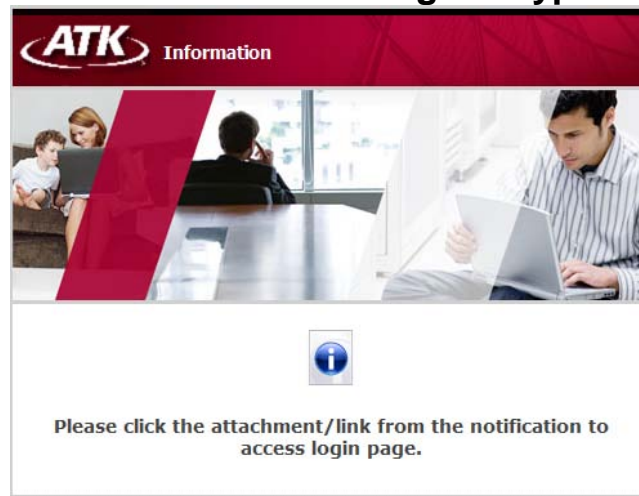 ATK Information
Please click the attachment/link from the notification to
access login page.